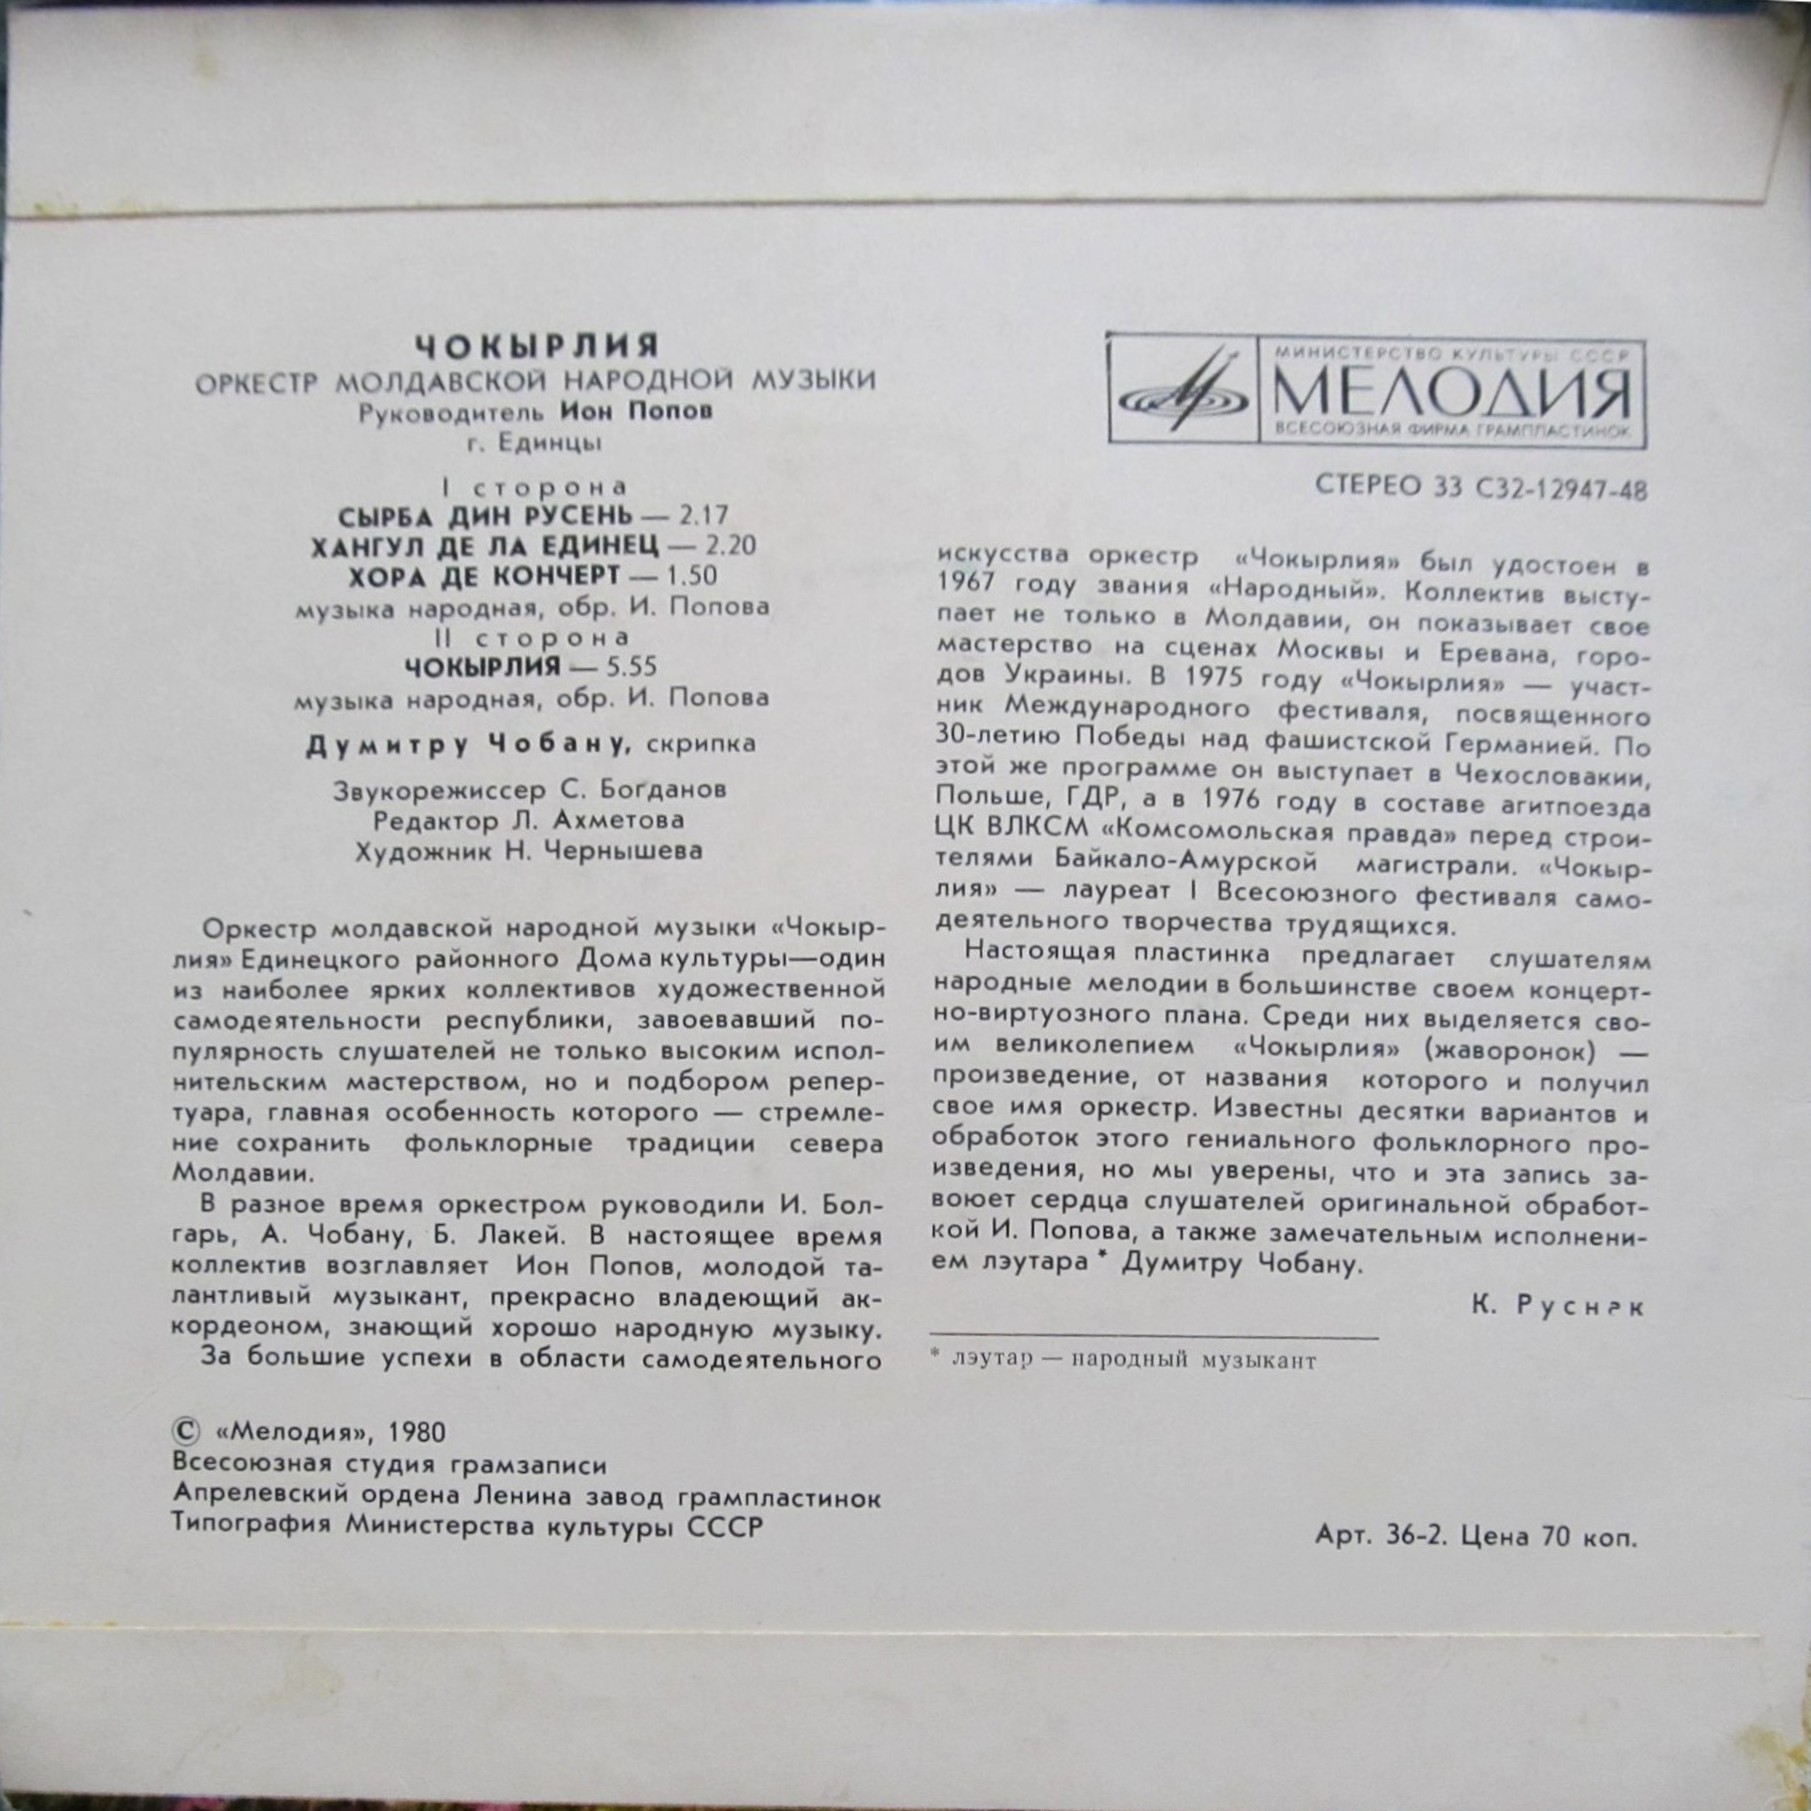 ЧОКЫРЛИЯ
ОРКЕСТР МОЛДАВСКОЙ НАРОДНОЙ МУЗЫКИ
Руководитель Ион Попов
г. Единцы
I сторона
СЫРБА ДИН РУСЕНЬ — 2.17
ХАНГУЛ ДЕ ЛА ЕДИНЕЦ — 2.20
ХОРА ДЕ КОНЧЕРТ — 1.50
музыка народная, обр. И. Попова
II сторона
ЧОКЫРЛИЯ — 5.55
музыка народная, обр. И. Попова
Думитру Чобану, скрипка
Звукорежиссер С. Богданов
Редактор Л. Ахметова
Художник Н. Чернышева
Оркестр молдавской народной музыки «Чокыр-
лия» Единецкого районного Дома культуры—один
из наиболее ярких коллективов художественной
самодеятельности республики, завоевавший по-
пулярность слушателей не только высоким испол-
нительским мастерством, но и подбором репер-
туара, главная особенность которого — стремле-
ние сохранить фольклорные традиции севера
Молдавии.
В разное время оркестром руководили И. Бол-
гарь, А. Чобану, Б. Лакей. В настоящее время
коллектив возглавляет Ион Попов, молодой та-
лантливый музыкант, прекрасно владеющий ак-
кордеоном, знающий хорошо народную музыку.
За большие успехи в области самодеятельного
МИНИСТЕРСТВО КУЛЬТУРЫ СССР
МЕЛОДИЯ
ВСЕСОЮЗНАЯ ФИРМА ГРАМПЛАСТИНОК
СТЕРЕО 33 С32-12947-48
искусства оркестр «Чокырлия» был удостоен в
1967 году звания «Народный». Коллектив высту-
пает не только в Молдавии, он показывает свое
мастерство на сценах Москвы и Еревана, горо-
дов Украины. В 1975 году «Чокырлия» — участ-
ник Международного фестиваля, посвященного
30-летию Победы над фашистской Германией. По
этой же программе он выступает в Чехословакии,
Польше, ГДР, а в 1976 году в составе агитпоезда
ЦК ВЛКСМ «Комсомольская правда» перед строи-
телями Байкало-Амурской магистрали. «Чокыр-
лия» — лауреат I Всесоюзного фестиваля само-
деятельного творчества трудящихся.
Настоящая пластинка предлагает слушателям
народные мелодии в большинстве своем концерт-
но-виртуозного плана. Среди них выделяется сво-
им великолепием «Чокырлия» (жаворонок) —
произведение, от названия которого и получил
свое имя оркестр. Известны десятки вариантов и
обработок этого гениального фольклорного про-
изведения, но мы уверены, что и эта запись за-
воюет сердца слушателей оригинальной обработ-
кой И. Попова, а также замечательным исполнени-
ем лэутара * Думитру Чобану.
К. Руснак
* лэутар — народный музыкант
© «Мелодия», 1980
Всесоюзная студия грамзаписи
Апрелевский ордена Ленина завод грампластинок
Типография Министерства культуры СССР
Арт. 36-2. Цена 70 коп.